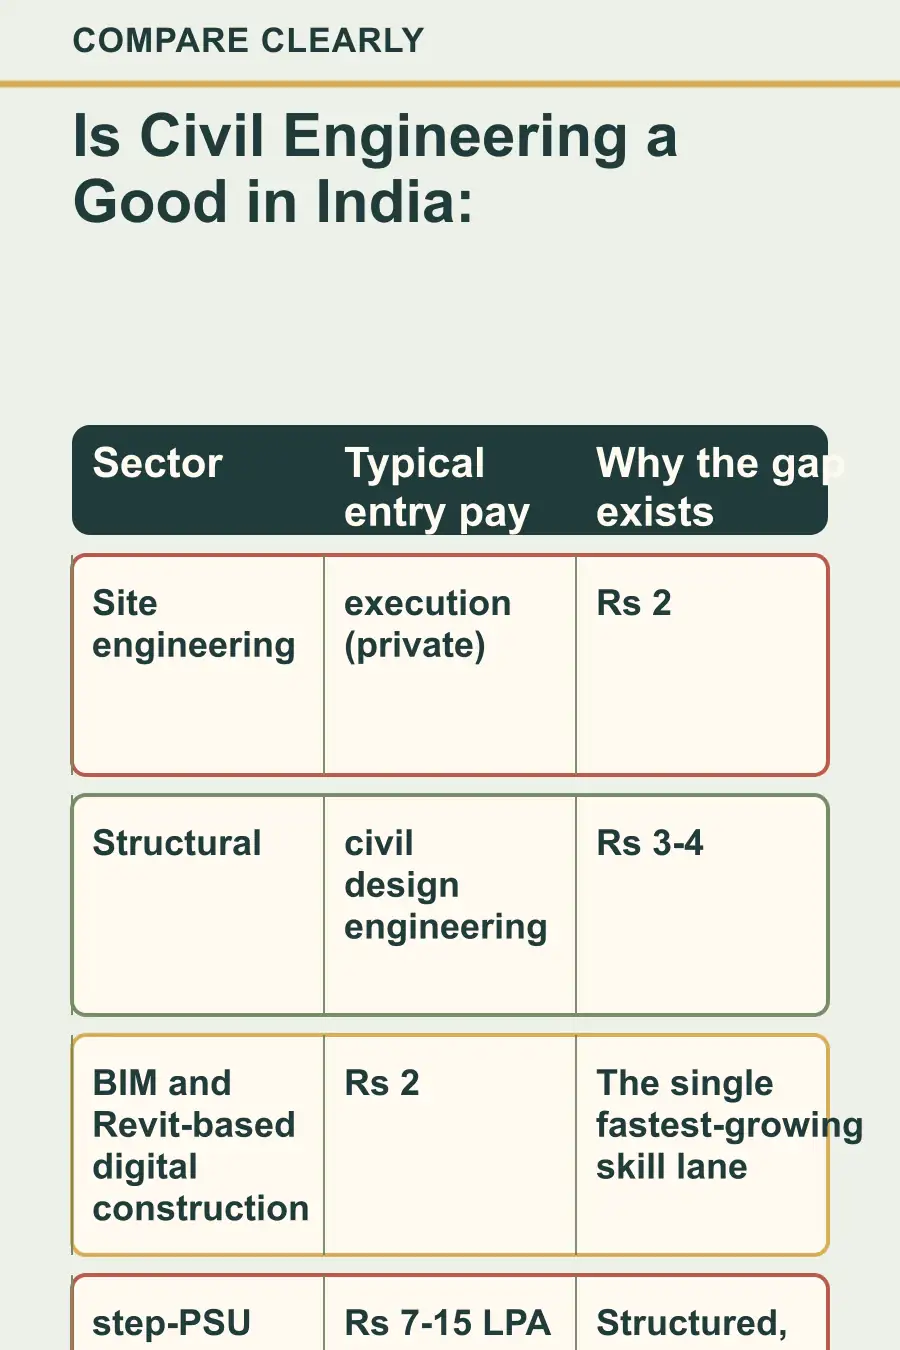 COMPARE CLEARLY
Is Civil Engineering a
Good in India:
Sector
Typical
entry pay
Why the gap
exists
Site
engineering
execution
(private)
Rs 2
Structural
civil
design
engineering
Rs 3-4
BIM and
Revit-based
digital
construction
Rs 2
The single
fastest-growing
skill lane
step-PSU
Rs 7-15 LPA
Structured,